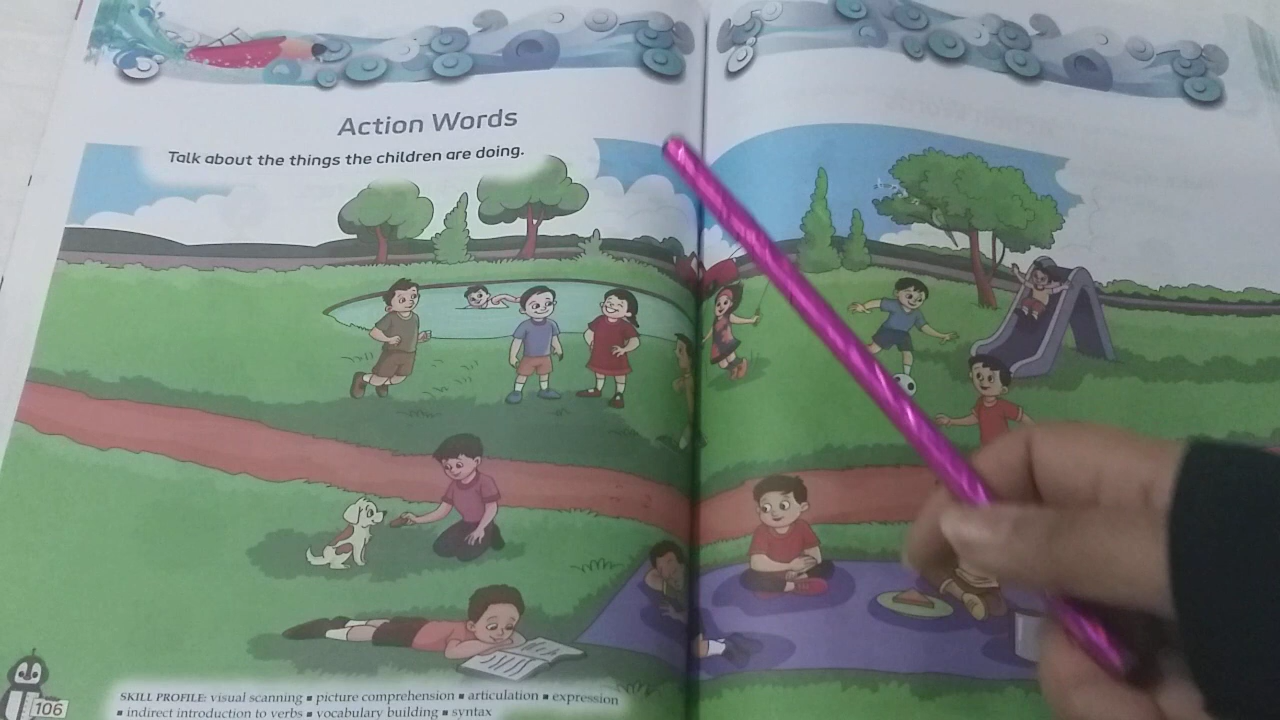 Action Words
Talk about the things the children are doing.
SKILL PROFILE: visual scanning ▪ picture comprehension ▪ articulation ▪ expression
▪ indirect introduction to verbs ▪ vocabulary building ▪ syntax
106